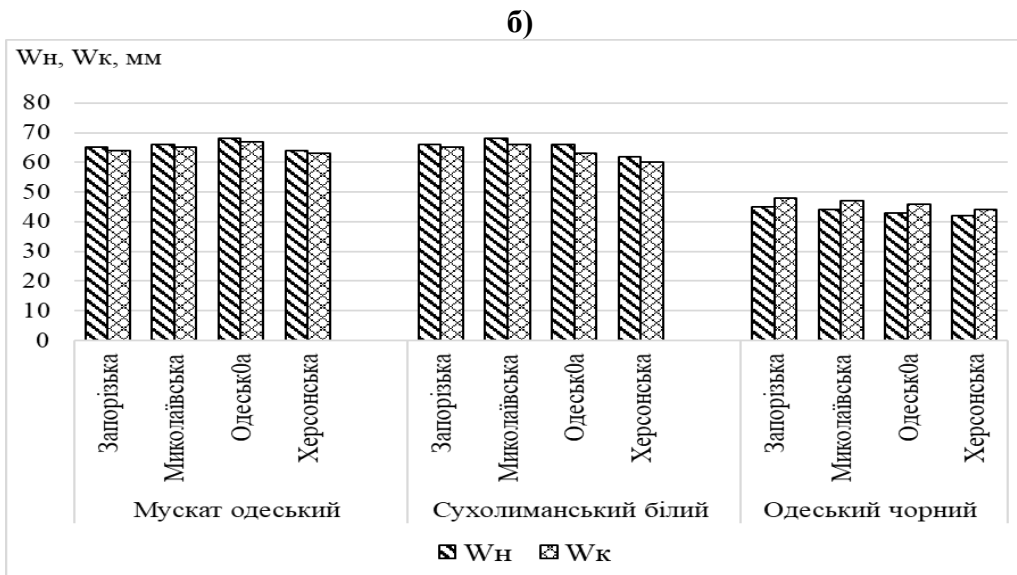 б)
Wн, Wк, мм
80
70
60
50
40
30
20
10
0
Запорізька
Миколаївська
Одеськ0а
Херсонська
Запорізька
Миколаївська
Одеськ0а
Херсонська
Запорізька
Миколаївська
Одеськ0а
Херсонська
Мускат одеський
Сухолиманський білий
Одеський чорний
Wн Wк